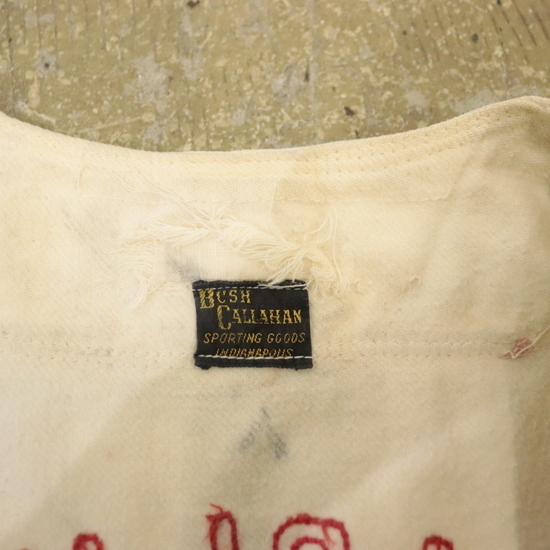 BUSH
CALLAHAN
SPORTING GOODS
INDIANAPOLIS